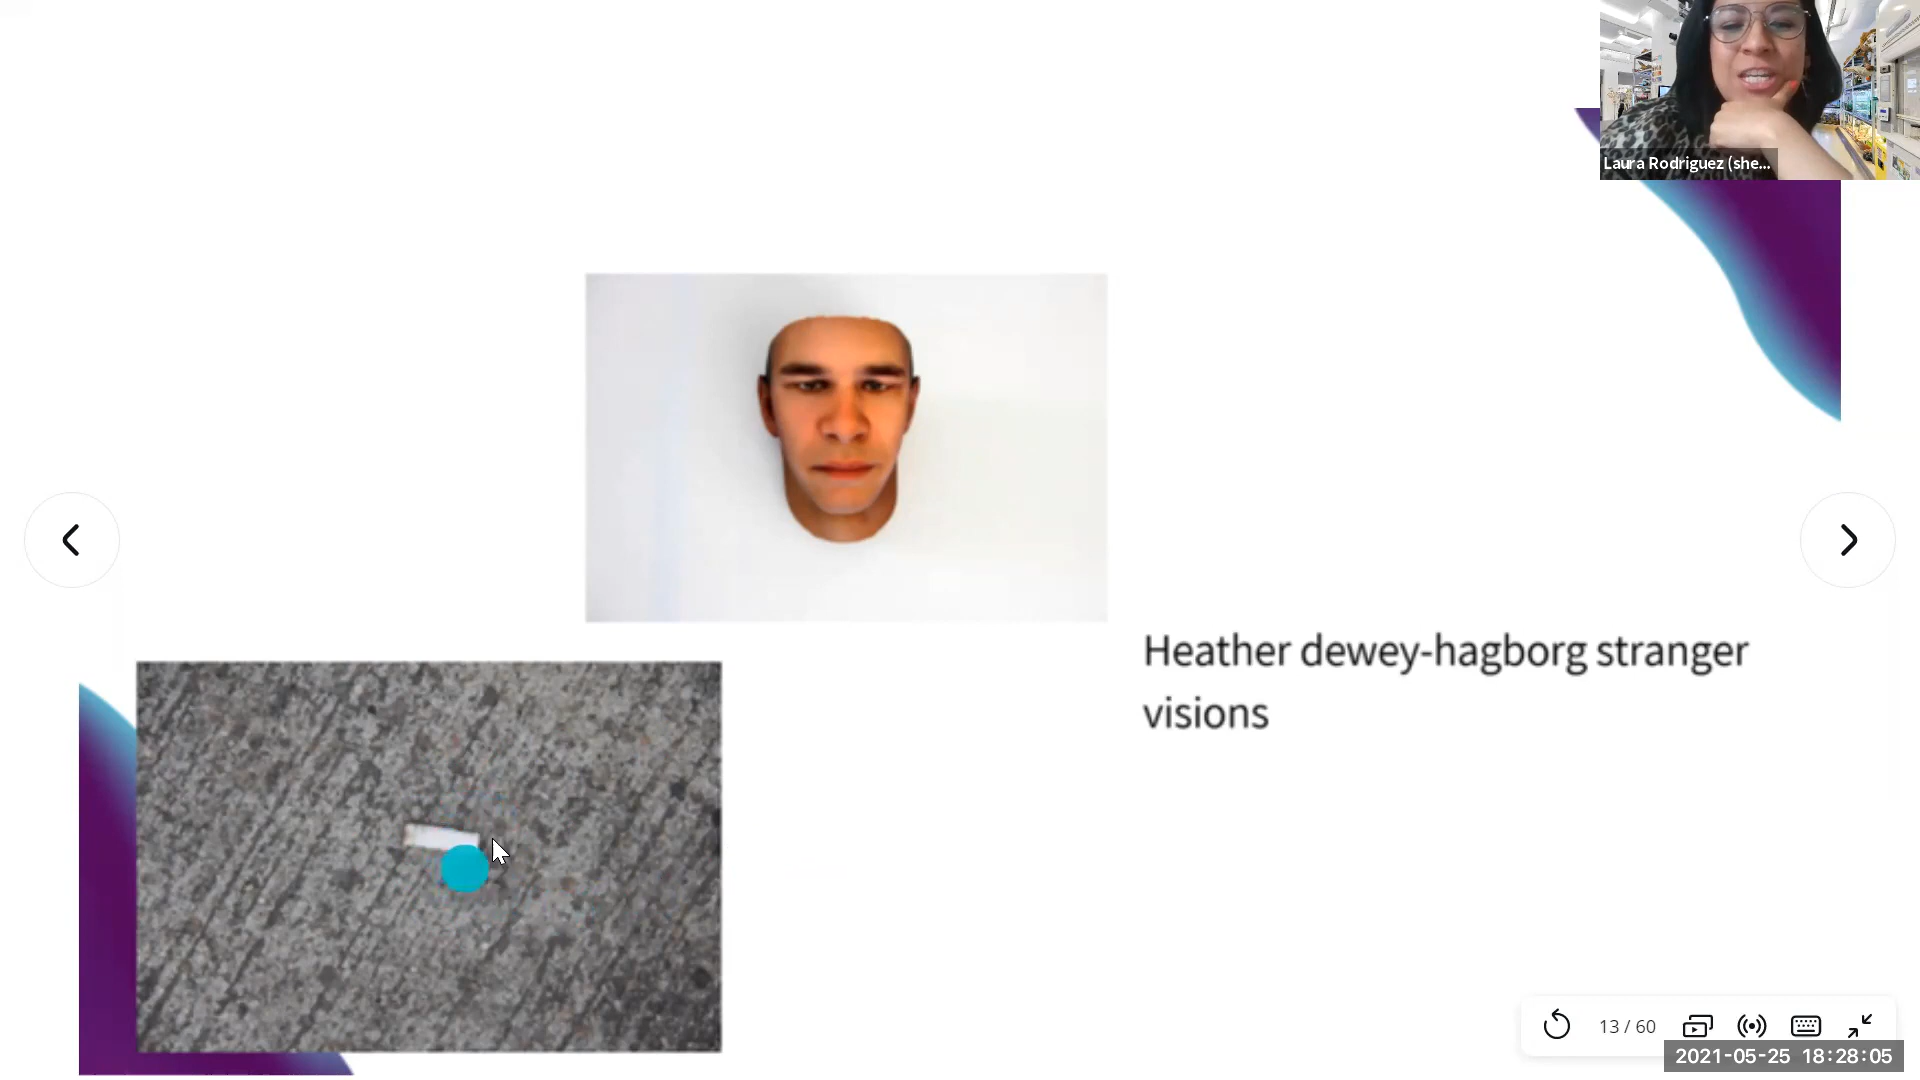 Laura Rodriguez (she...
Heather dewey-hagborg stranger
visions
13 / 60
2021-05-25 18:28:05